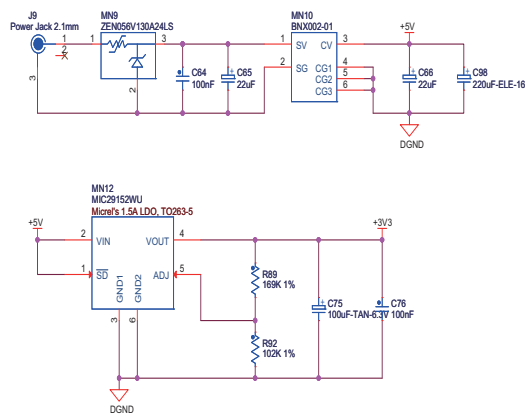 J9
Power Jack 2.1mm
1
2
3
MN9
ZEN056V130A24LS
1
3
2
C64
100nF
C65
22uF
MN10
BNX002-01
1
SV
CV
3
2
SG
CG1
4
CG2
5
CG3
6
+5V
C66
22uF
C98
220uF-ELE-16
DGND
MN12
MIC29152WU
Micrel's 1.5A LDO, TO263-5
+5V
2
VIN
VOUT
4
1
SD
ADJ
5
GND1
GND2
3
6
R89
169K 1%
R92
102K 1%
+3V3
C75
100uF-TAN-6.3V
C76
100nF
DGND